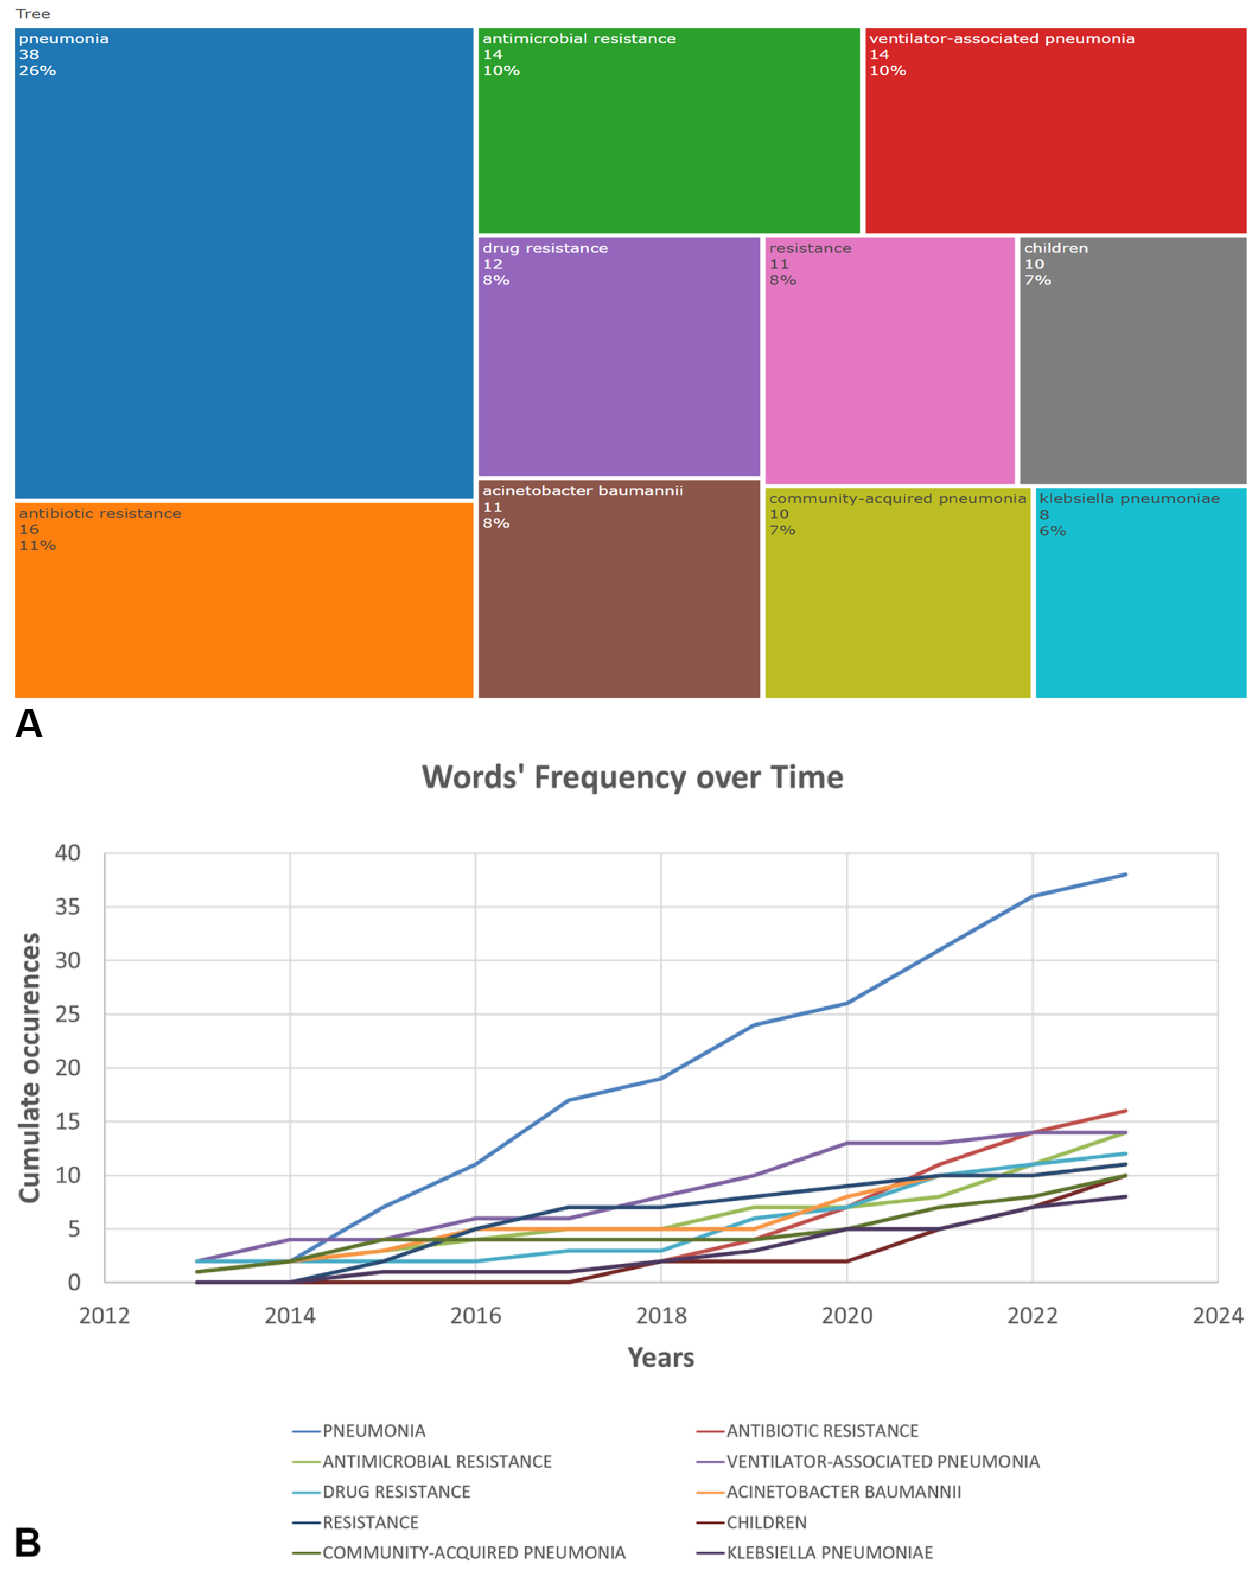 Tree
pneumonia
38
26%
antimicrobial resistance
14
10%
ventilator-associated pneumonia
14
10%
drug resistance
12
8%
resistance
11
8%
children
10
7%
acinetobacter baumannii
11
8%
community-acquired pneumonia
10
7%
klebsiella pneumoniae
8
6%
antibiotic resistance
16
11%
A
Words' Frequency over Time
Cumulate occurences
40
35
30
25
20
15
10
5
0
2012 2014 2016 2018 2020 2022 2024
Years
PNEUMONIA
ANTIBIOTIC RESISTANCE
ANTIMICROBIAL RESISTANCE
VENTILATOR-ASSOCIATED PNEUMONIA
DRUG RESISTANCE
ACINETOBACTER BAUMANNII
RESISTANCE
CHILDREN
COMMUNITY-ACQUIRED PNEUMONIA
KLEBSIELLA PNEUMONIAE
B